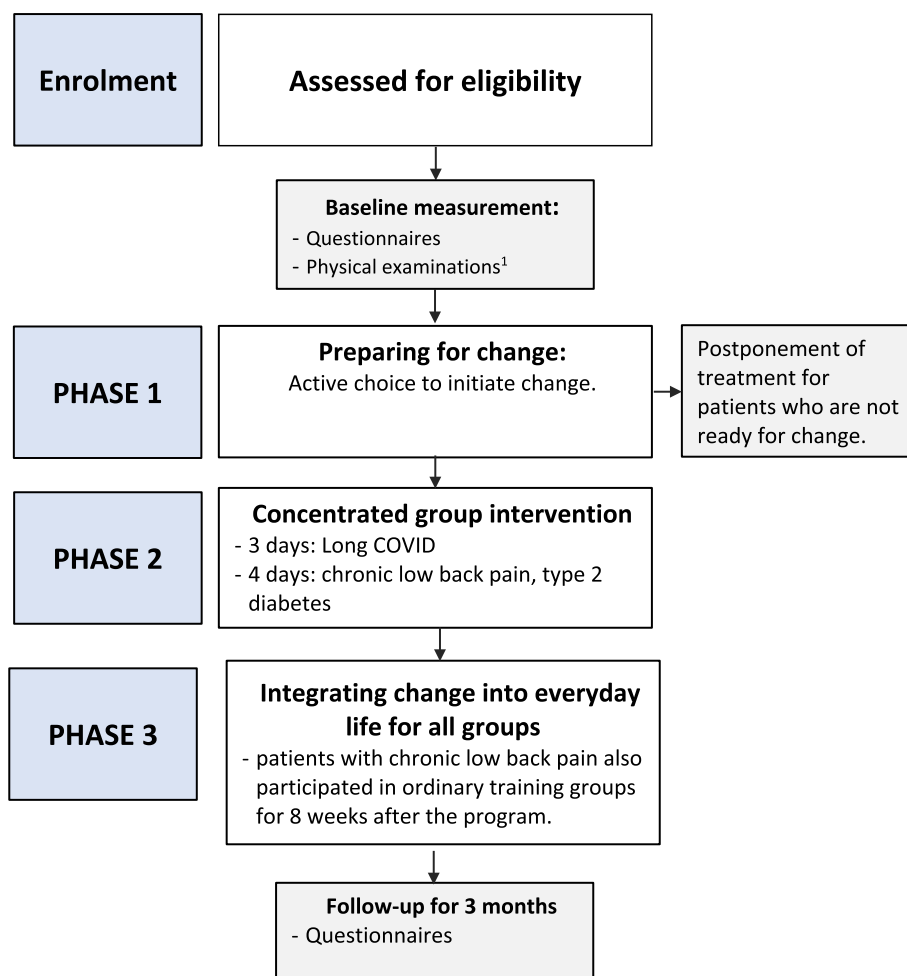 Enrolment
Assessed for eligibility
Baseline measurement:
- Questionnaires
- Physical examinations¹
PHASE 1
Preparing for change:
Active choice to initiate change.
Postponement of
treatment for
patients who are not
ready for change.
PHASE 2
Concentrated group intervention
- 3 days: Long COVID
- 4 days: chronic low back pain, type 2
diabetes
PHASE 3
Integrating change into everyday
life for all groups
- patients with chronic low back pain also
participated in ordinary training groups
for 8 weeks after the program.
Follow-up for 3 months
- Questionnaires